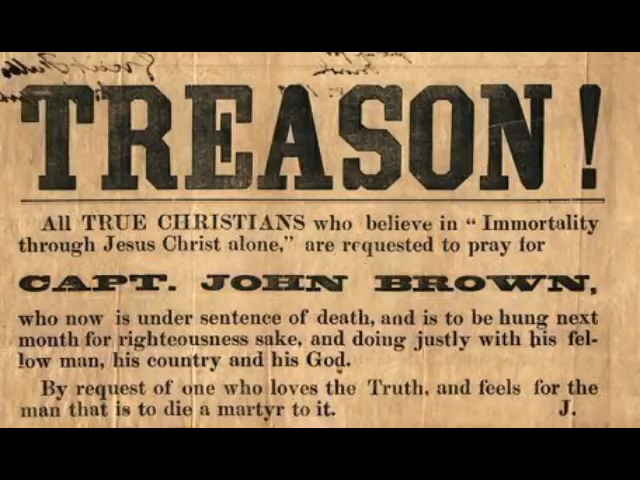 TREASON!
All TRUE CHRISTIANS who believe in "Immortality
through Jesus Christ alone," are requested to pray for
CAPT. JOHN BROWN,
who now is under sentence of death, and is to be hung next
month for righteousness sake, and doing justly with his fel-
low man, his country and his God.
By request of one who loves the Truth, and feels for the
man that is to die a martyr to it. J.